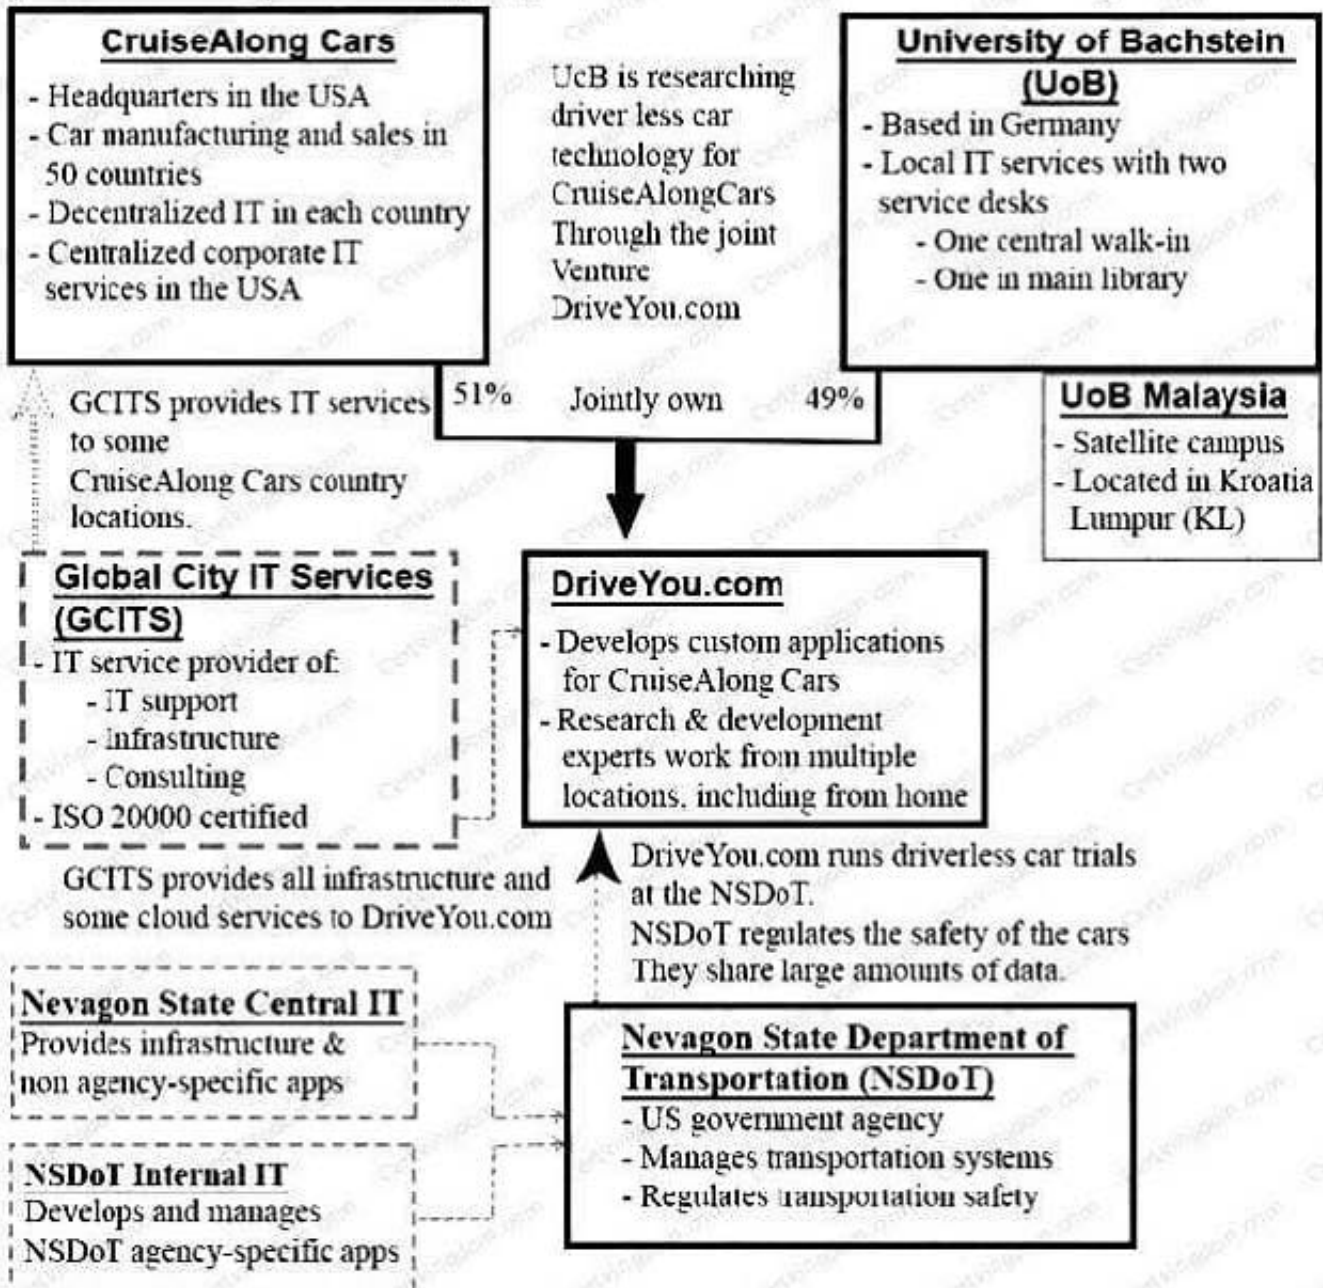 CruiseAlong Cars
- Headquarters in the USA
- Car manufacturing and sales in
50 countries
- Decentralized IT in each country
- Centralized corporate IT
services in the USA
UcB is researching
driver less car
technology for
CruiseAlongCars
Through the joint
Venture
DriveYou.com
University of Bachstein
(UoB)
- Based in Germany
- Local IT services with two
service desks
- One central walk-in
- One in main library
51% Jointly own 49%
UoB Malaysia
- Satellite campus
- Located in Kroatia
Lumpur (KL)
GCITS provides IT services
to some
CruiseAlong Cars country
locations.
Global City IT Services
(GCITS)
- IT service provider of:
- IT support
- Infrastructure
- Consulting
- ISO 20000 certified
DriveYou.com
- Develops custom applications
for CruiseAlong Cars
- Research & development
experts work from multiple
locations, including from home
GCITS provides all infrastructure and
some cloud services to DriveYou.com
DriveYou.com runs driverless car trials
at the NSDoT.
NSDoT regulates the safety of the cars
They share large amounts of data.
Nevagon State Central IT
Provides infrastructure &
non agency-specific apps
NSDoT Internal IT
Develops and manages
NSDoT agency-specific apps
Nevagon State Department of
Transportation (NSDoT)
- US government agency
- Manages transportation systems
- Regulates transportation safety